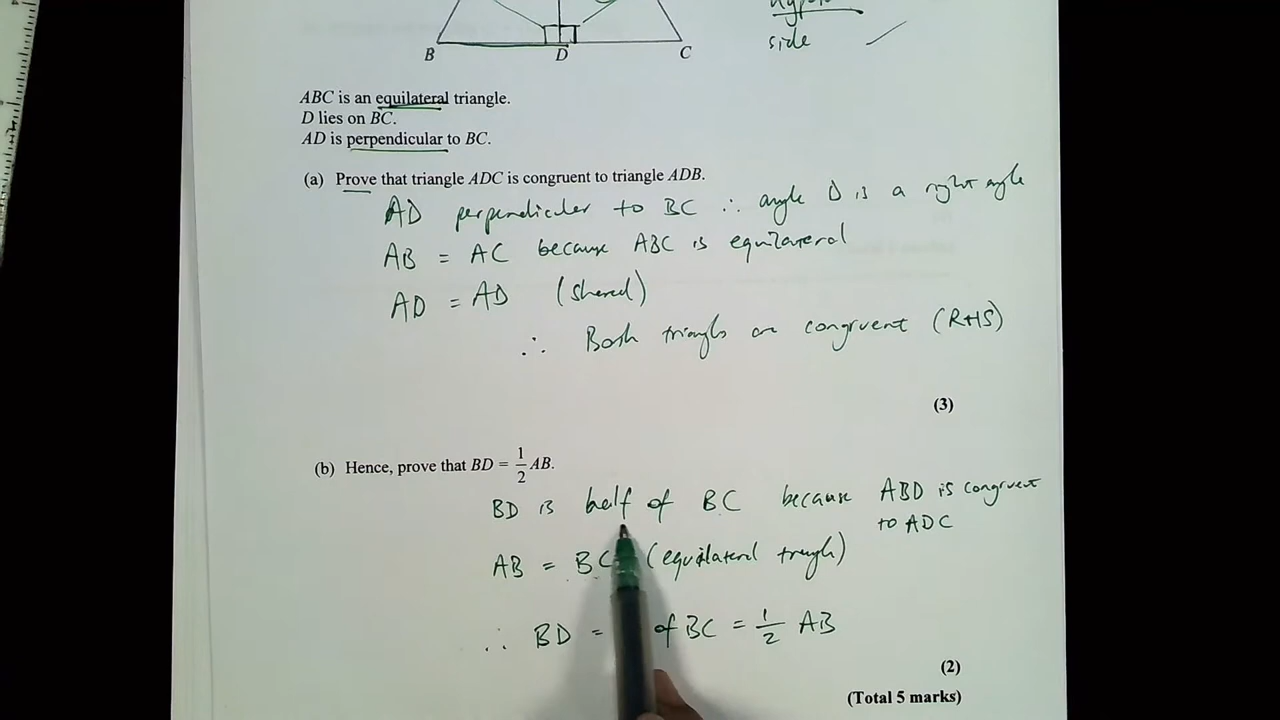 side
B D C
ABC is an equilateral triangle.
D lies on BC.
AD is perpendicular to BC.
(a) Prove that triangle ADC is congruent to triangle ADB.
AD perpendicular to BC ∴ angle D is a right angle
AB = AC because ABC is equilateral
AD = AD (shared)
∴ Both triangles are congruent (RHS)
(3)
(b) Hence, prove that BD = 1/2 AB.
BD is half of BC because ABD is congruent
to ADC
AB = BC (equilateral triangle)
∴ BD = of BC = 1/2 AB
(2)
(Total 5 marks)